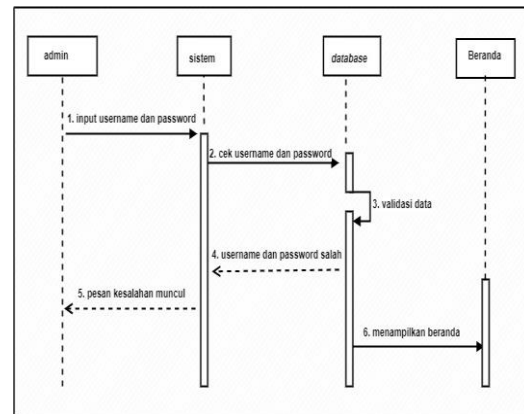 admin
sistem
database
Beranda
1. input username dan password
2. cek username dan password
3. validasi data
4. username dan password salah
5. pesan kesalahan muncul
6. menampilkan beranda